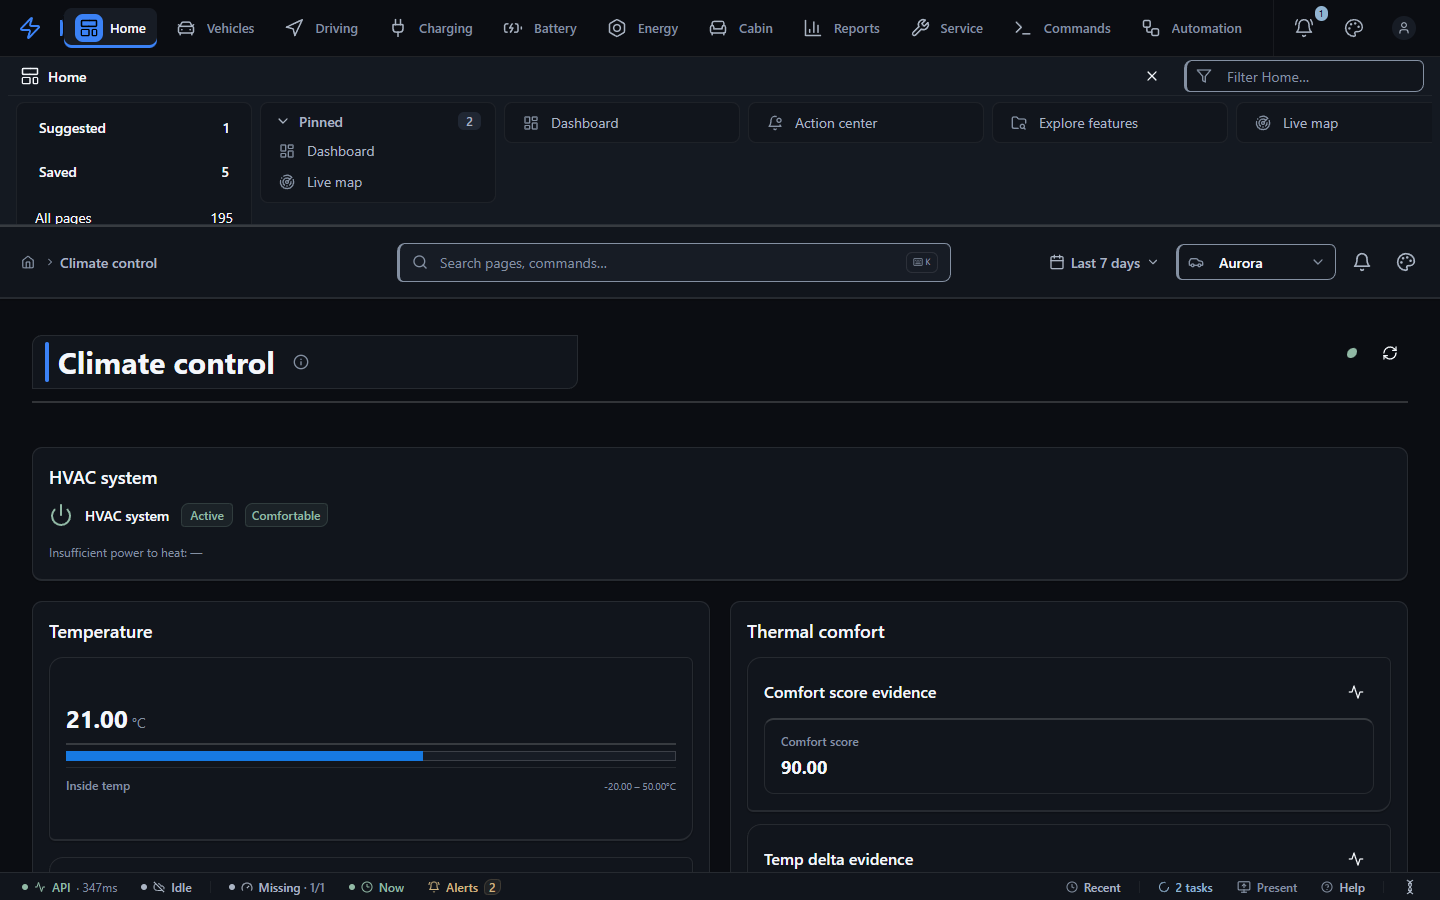 Home
Vehicles
Driving
Charging
Battery
Energy
Cabin
Reports
Service
Commands
Automation
1
Home
Filter Home...
Suggested 1
Saved 5
All pages 195
Pinned 2
Dashboard
Live map
Dashboard
Action center
Explore features
Live map
Climate control
Search pages, commands...
K
Last 7 days
Aurora
Climate control
HVAC system
HVAC system Active Comfortable
Insufficient power to heat: —
Temperature
21.00 °C
Inside temp -20.00 – 50.00°C
Thermal comfort
Comfort score evidence
Comfort score
90.00
Temp delta evidence
API · 347ms
Idle
Missing · 1/1
Now
Alerts 2
Recent
2 tasks
Present
Help